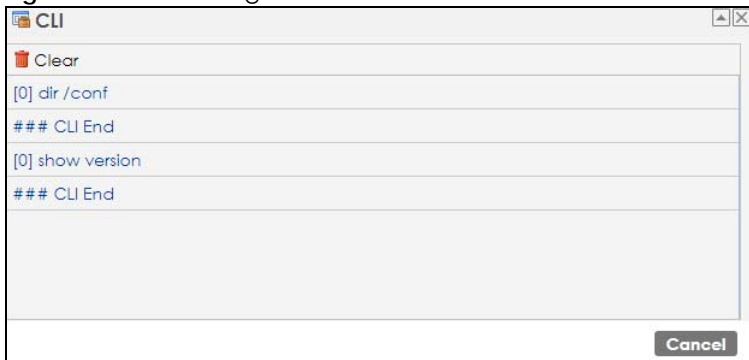 CLI
Clear
[0] dir /conf
### CLI End
[0] show version
### CLI End
Cancel